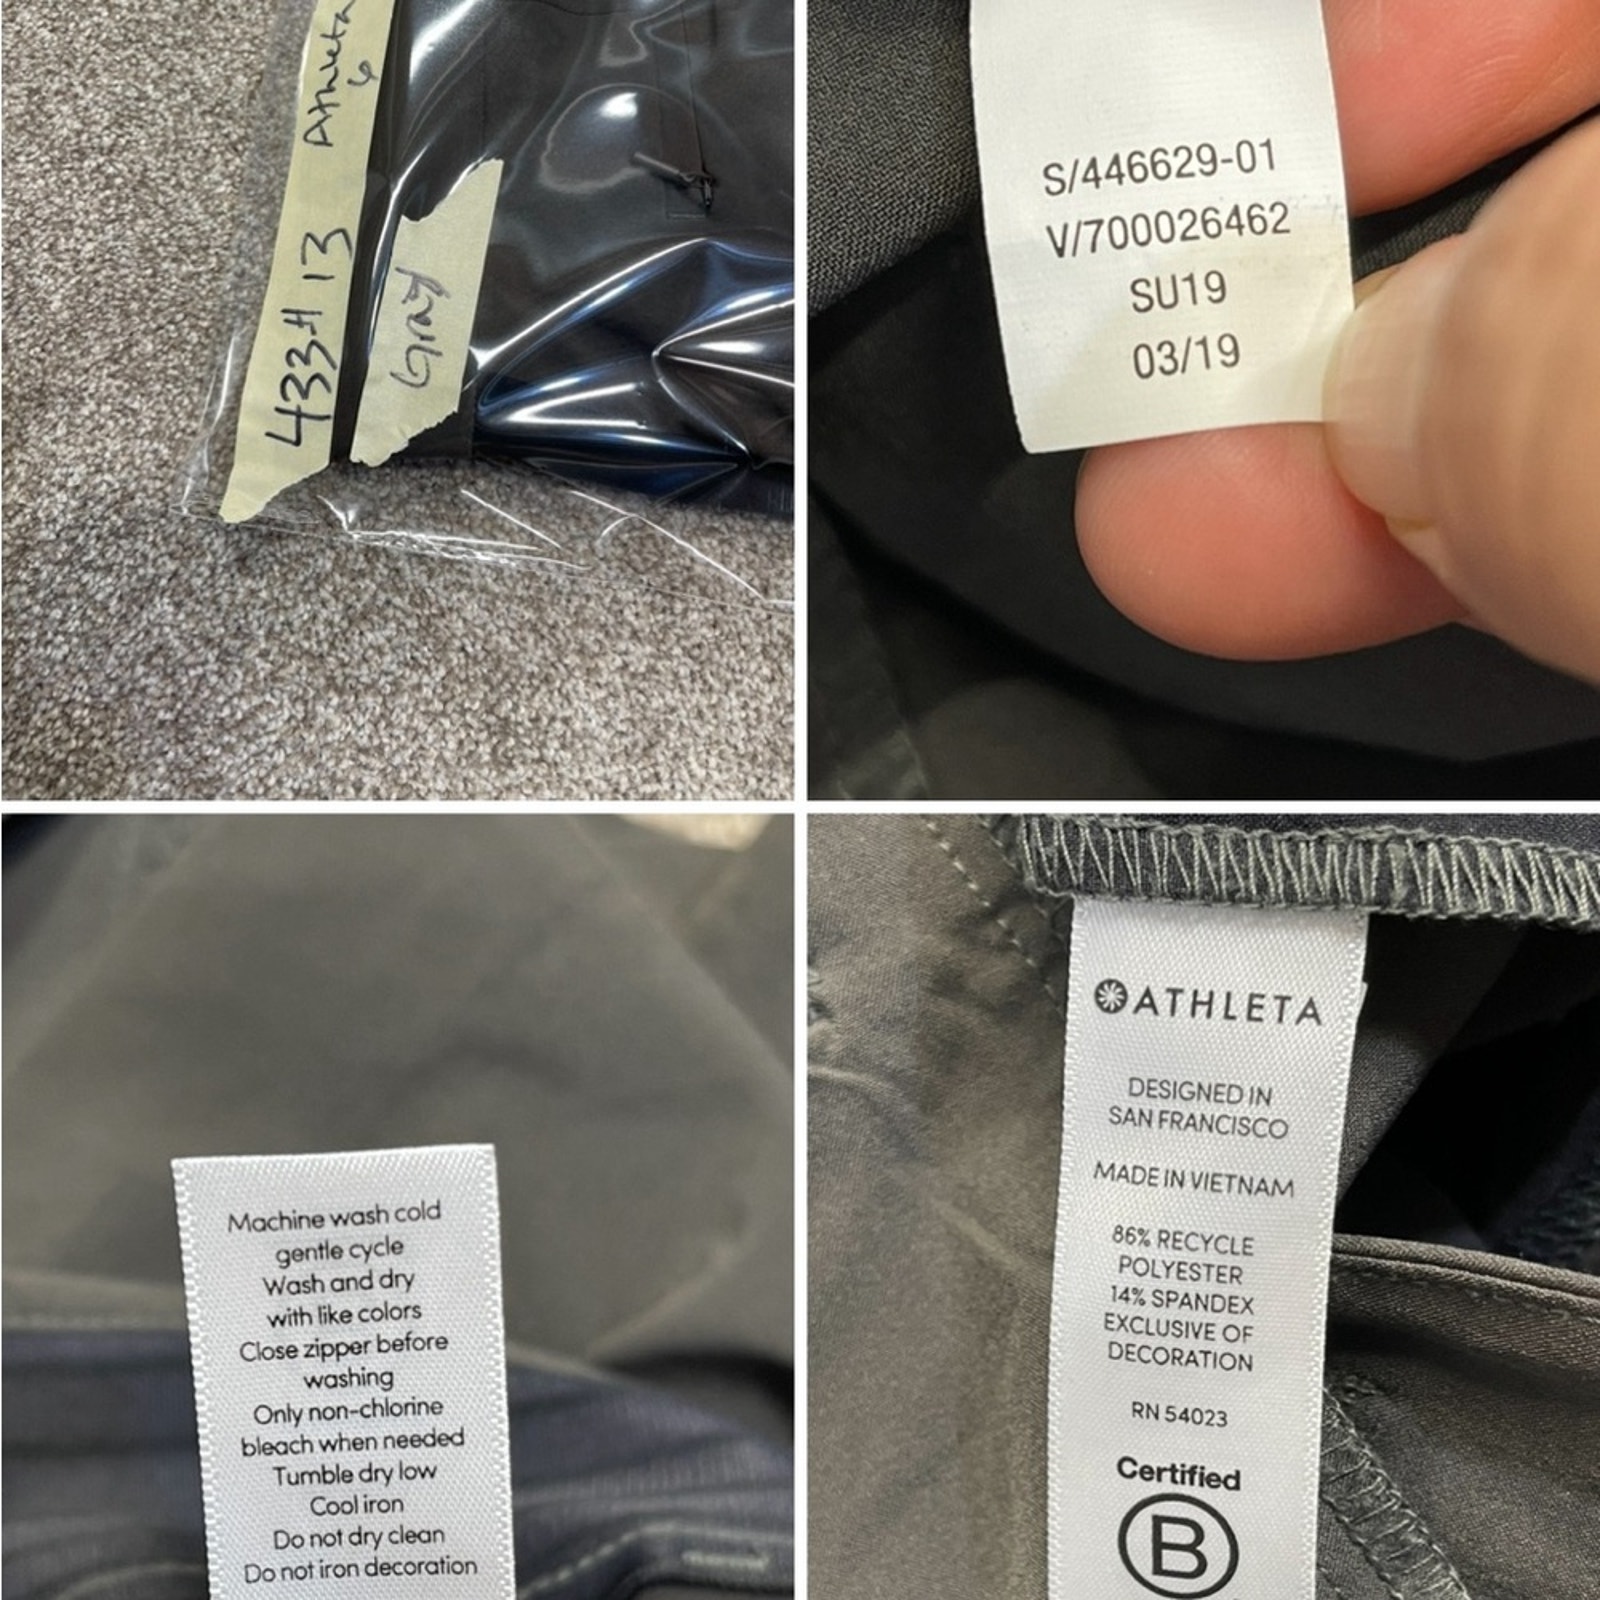 433H 13 Athleta 6
Gray
S/446629-01
V/700026462
SU19
03/19
Machine wash cold
gentle cycle
Wash and dry
with like colors
Close zipper before
washing
Only non-chlorine
bleach when needed
Tumble dry low
Cool iron
Do not dry clean
Do not iron decoration
ATHLETA
DESIGNED IN
SAN FRANCISCO
MADE IN VIETNAM
86% RECYCLE
POLYESTER
14% SPANDEX
EXCLUSIVE OF
DECORATION
RN 54023
Certified
B